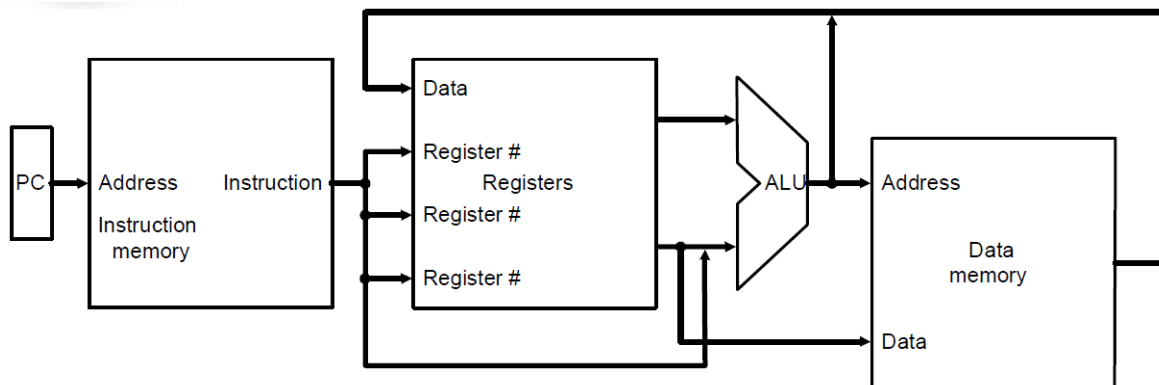 PC
Address
Instruction
Instruction
memory
Data
Register #
Registers
Register #
Register #
ALU
Address
Data
memory
Data